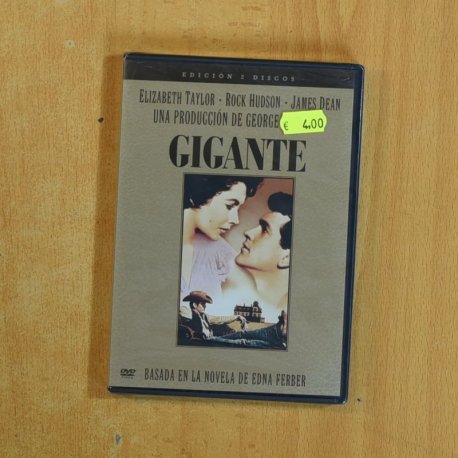 EDICIÓN 2 DISCOS
ELIZABETH TAYLOR · ROCK HUDSON · JAMES DEAN
UNA PRODUCCIÓN DE GEORGE
€ 4,00
GIGANTE
DVD
BASADA EN LA NOVELA DE EDNA FERBER